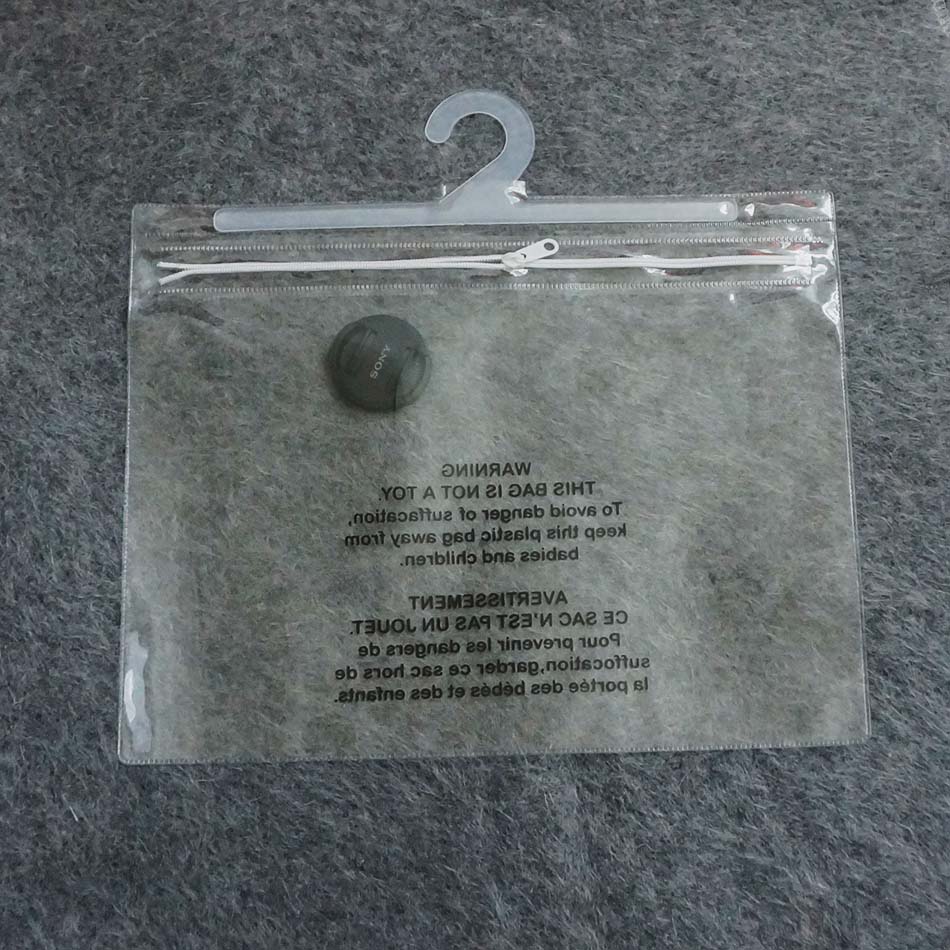 SONY
WARNING
THIS BAG IS NOT A TOY.
To avoid danger of suffacation,
keep this plastic bag away from
babies and children.
AVERTISSEMENT
CE SAC N'EST PAS UN JOUET.
Pour prevenir les dangers de
suffocation,garder ce sac hors de
la portée des bébés et des enfants.